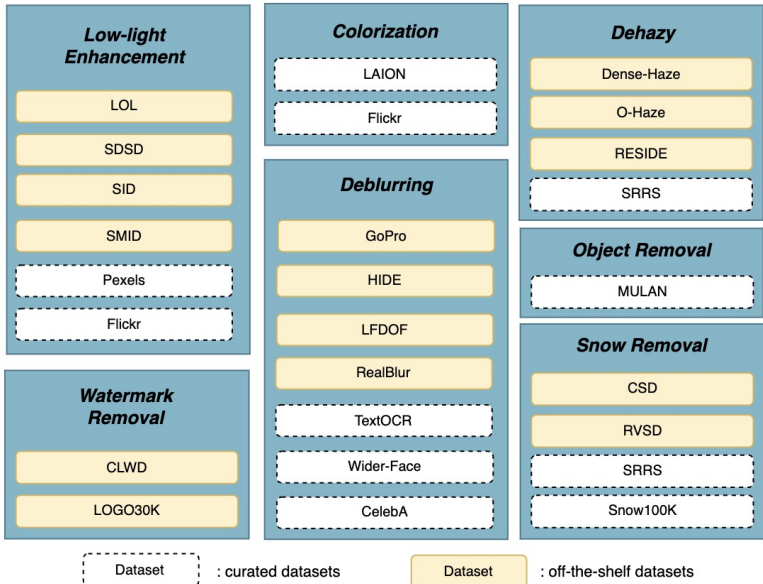 Low-light
Enhancement
LOL
SDSD
SID
SMID
Pexels
Flickr
Watermark
Removal
CLWD
LOGO30K
Colorization
LAION
Flickr
Deblurring
GoPro
HIDE
LFDOF
RealBlur
TextOCR
Wider-Face
CelebA
Dehazy
Dense-Haze
O-Haze
RESIDE
SRRS
Object Removal
MULAN
Snow Removal
CSD
RVSD
SRRS
Snow100K
Dataset : curated datasets
Dataset : off-the-shelf datasets